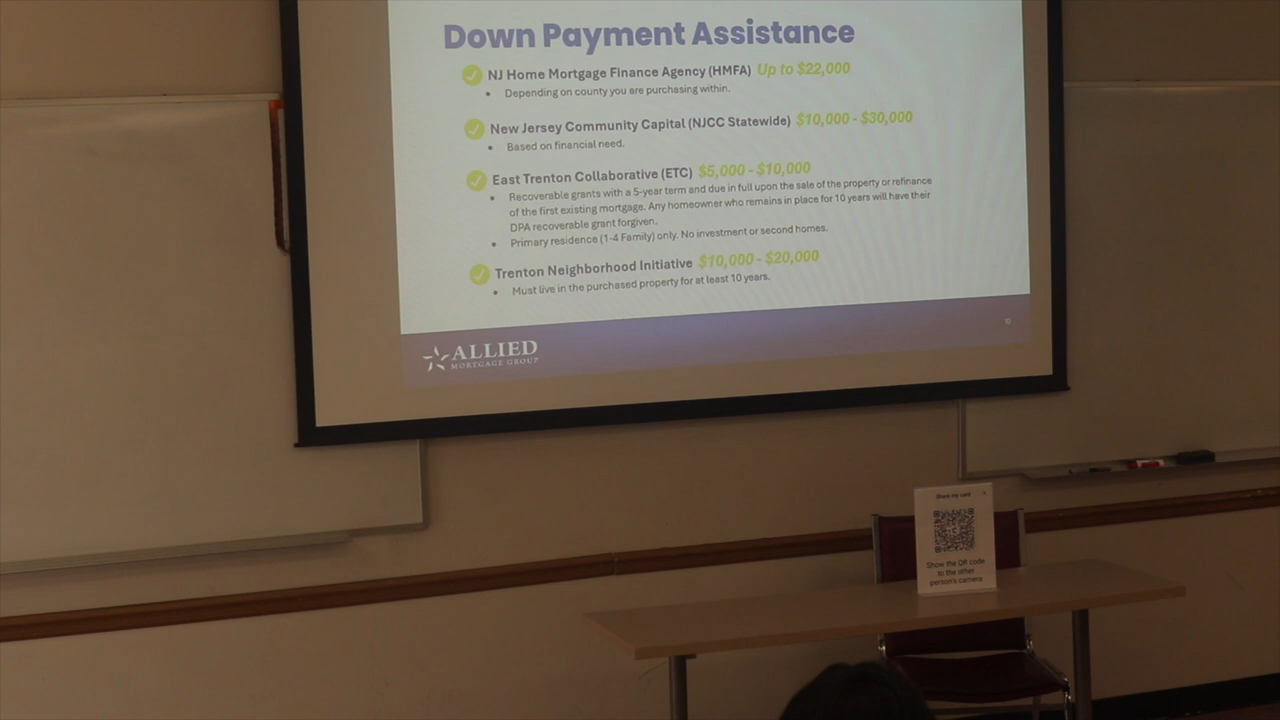 Down Payment Assistance
NJ Home Mortgage Finance Agency (HMFA) Up to $22,000
• Depending on county you are purchasing within.
New Jersey Community Capital (NJCC Statewide) $10,000 - $30,000
• Based on financial need.
East Trenton Collaborative (ETC) $5,000 - $10,000
• Recoverable grants with a 5-year term and due in full upon the sale of the property or refinance
of the first existing mortgage. Any homeowner who remains in place for 10 years will have their
DPA recoverable grant forgiven.
• Primary residence (1-4 Family) only. No investment or second homes.
Trenton Neighborhood Initiative $10,000 - $20,000
• Must live in the purchased property for at least 10 years.
10
ALLIED
MORTGAGE GROUP
Share my card
Show the QR code
to the other
person's camera